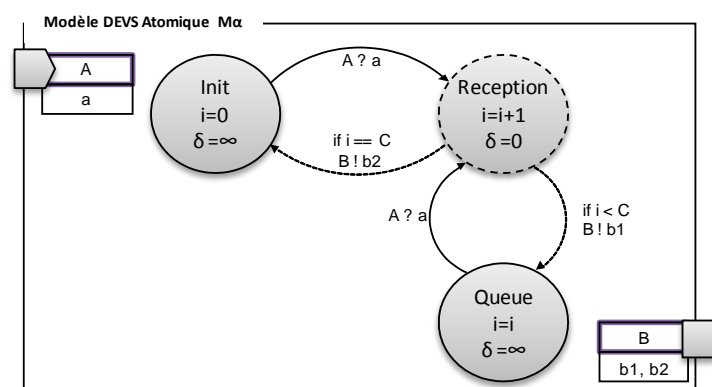 Modèle DEVS Atomique Mα
A
a
Init
i=0
δ=∞
A ? a
Reception
i=i+1
δ=0
if i == C
B ! b2
A ? a
if i < C
B ! b1
Queue
i=i
δ=∞
B
b1, b2